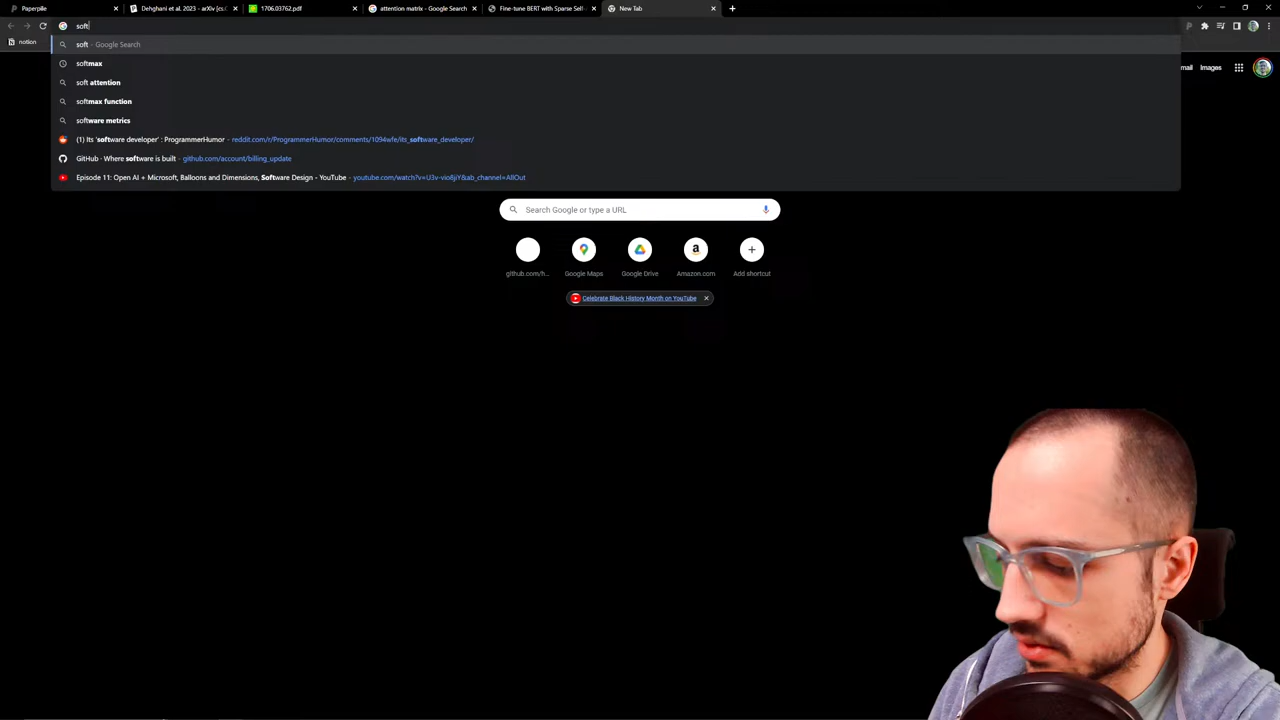 Paperpile
Dehghani et al. 2023 - arXiv [cs.
1706.03762.pdf
attention matrix - Google Search
Fine-tune BERT with Sparse Self
New Tab
soft
notion
soft - Google Search
softmax
soft attention
softmax function
software metrics
(1) Its 'software developer' : ProgrammerHumor - reddit.com/r/ProgrammerHumor/comments/1094wfe/its_software_developer/
GitHub · Where software is built - github.com/account/billing_update
Episode 11: Open AI + Microsoft, Balloons and Dimensions, Software Design - YouTube - youtube.com/watch?v=U3v-vio8jiY&ab_channel=AllOut
mail
Images
Search Google or type a URL
github.com/h...
Google Maps
Google Drive
Amazon.com
Add shortcut
Celebrate Black History Month on YouTube